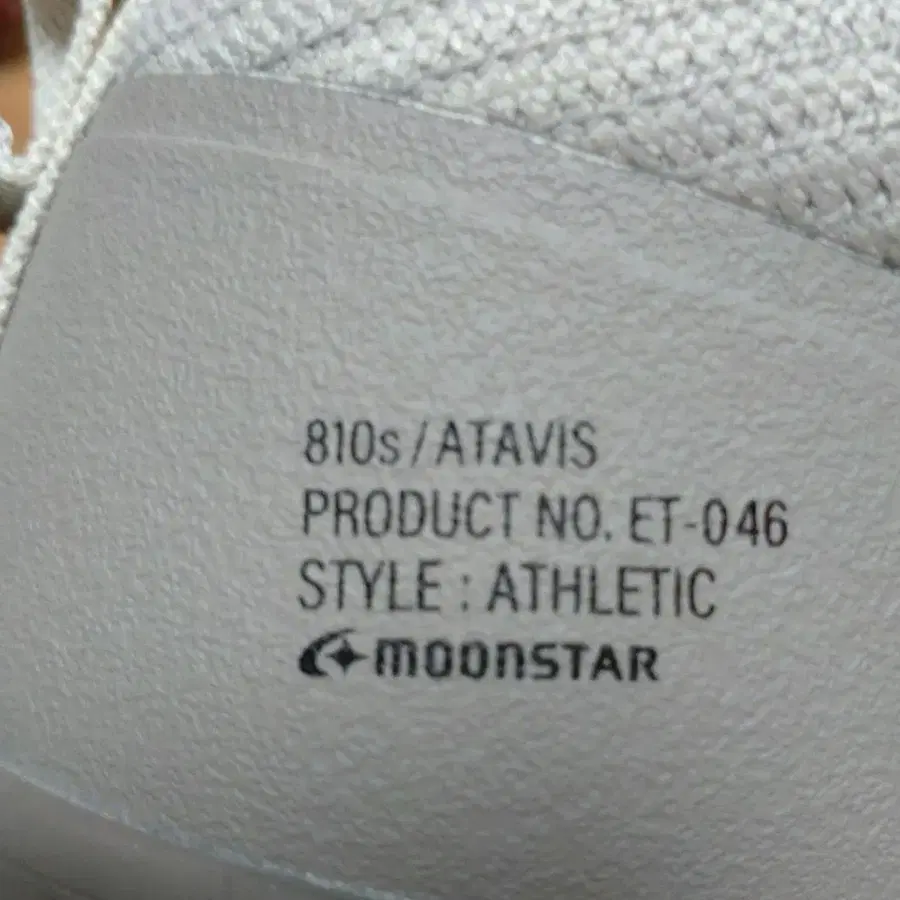 810s/ATAVIS
PRODUCT NO. ET-046
STYLE : ATHLETIC
MOONSTAR